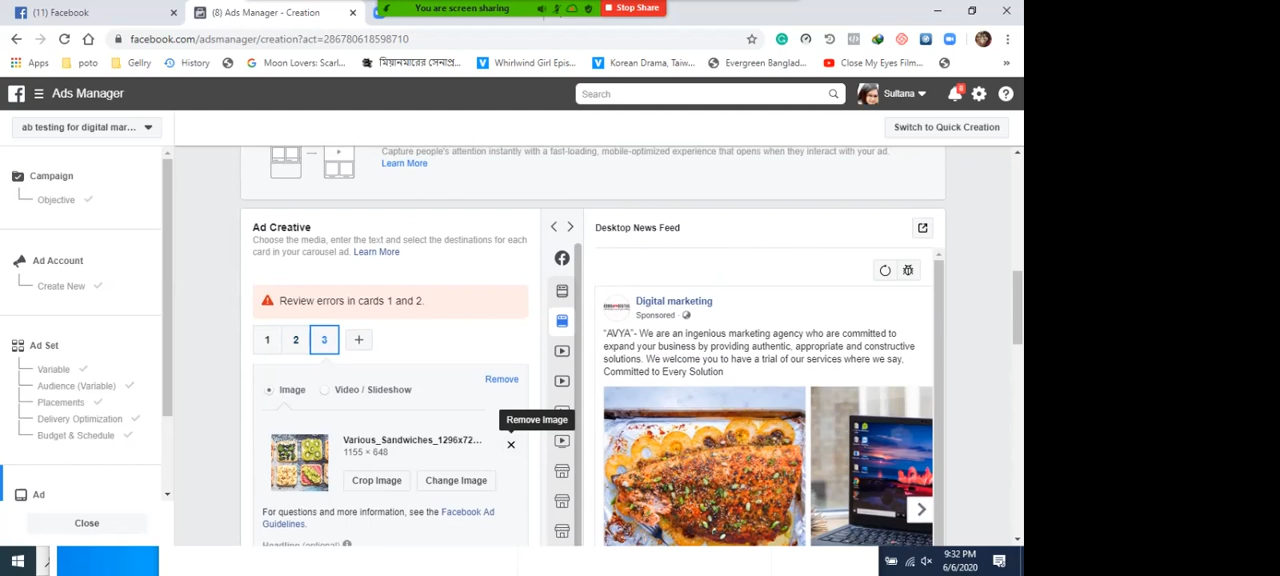 (11) Facebook
(8) Ads Manager - Creation
You are screen sharing
Stop Share
facebook.com/adsmanager/creation?act=286780618598710
Apps
poto
Gellry
History
Moon Lovers: Scarl...
মিয়ানমারের সেনাপ্র...
Whirlwind Girl Epis...
Korean Drama, Taiw...
Evergreen Banglad...
Close My Eyes Film...
Ads Manager
Search
Sultana
8
ab testing for digital mar...
Switch to Quick Creation
Campaign
Objective
Ad Account
Create New
Ad Set
Variable
Audience (Variable)
Placements
Delivery Optimization
Budget & Schedule
Ad
Close
Capture people's attention instantly with a fast-loading, mobile-optimized experience that opens when they interact with your ad.
Learn More
Ad Creative
Choose the media, enter the text and select the destinations for each
card in your carousel ad. Learn More
Review errors in cards 1 and 2.
1 2 3 +
Remove
Image
Video / Slideshow
Remove Image
Various_Sandwiches_1296x72...
1155 × 648
Crop Image
Change Image
For questions and more information, see the Facebook Ad
Guidelines.
Headline (optional)
Desktop News Feed
Digital marketing
Sponsored
"AVYA"- We are an ingenious marketing agency who are committed to
expand your business by providing authentic, appropriate and constructive
solutions. We welcome you to have a trial of our services where we say,
Committed to Every Solution
9:32 PM
6/6/2020